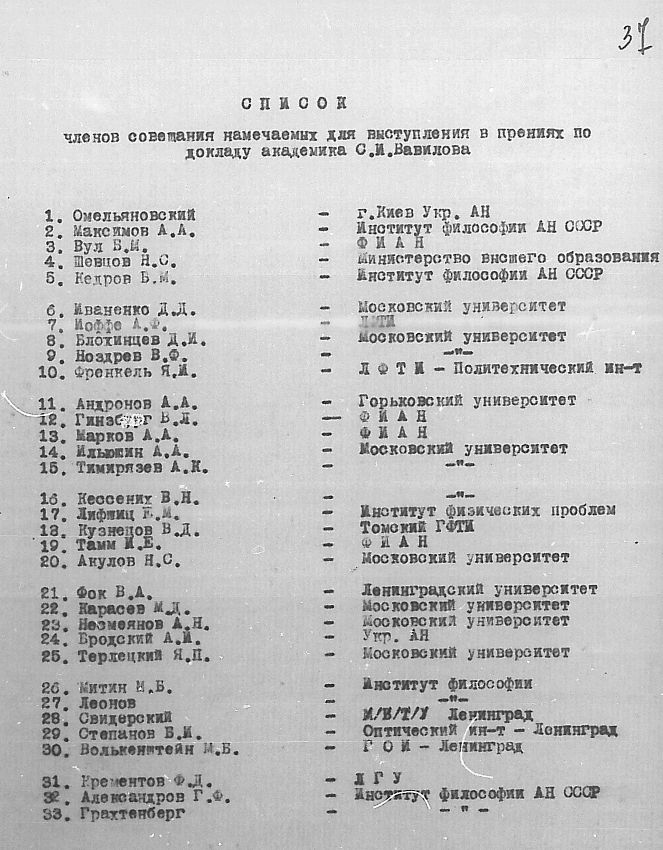 37
СПИСОК
членов совещания намечаемых для выступления в прениях по
докладу академика С.И.Вавилова
1. Омельяновский – г.Киев Укр. АН
2. Максимов А.А. – Институт философии АН СССР
3. Вул Б.М. – ФИАН
4. Шевцов Н.С. – Министерство высшего образования
5. Кедров Б.М. – Институт философии АН СССР
6. Иваненко Д.Д. – Московский университет
7. Иоффе А.Ф. – ЛФТИ
8. Блохинцев Д.И. – Московский университет
9. Ноздрев В.Ф. – -"-
10. Френкель Я.И. – ЛФТИ – Политехнический ин-т
11. Андронов А.А. – Горьковский университет
12. Гинзбург В.Л. – ФИАН
13. Марков А.А. – ФИАН
14. Ильюшин А.А. – Московский университет
15. Тимирязев А.К. – -"-
16. Кессених В.Н. – -"-
17. Лифшиц Е.М. – Институт физических проблем
18. Кузнецов В.Д. – Томский ГФТИ
19. Тамм И.Е. – ФИАН
20. Акулов Н.С. – Московский университет
21. Фок В.А. – Ленинградский университет
22. Карасев М.Д. – Московский университет
23. Незмеянов А.Н. – Московский университет
24. Бродский А.И. – Укр. АН
25. Терлецкий Я.П. – Московский университет
26. Митин М.Б. – Институт философии
27. Леонов – -"-
28. Свидерский – И/В/Т/У Ленинград
29. Степанов Б.И. – Оптический ин-т – Ленинград
30. Волькенштейн М.В. – ГОИ – Ленинград
31. Крементов Ф.Д. – ЛГУ
32. Александров Г.Ф. – Институт философии АН СССР
33. Грахтенберг – -"-